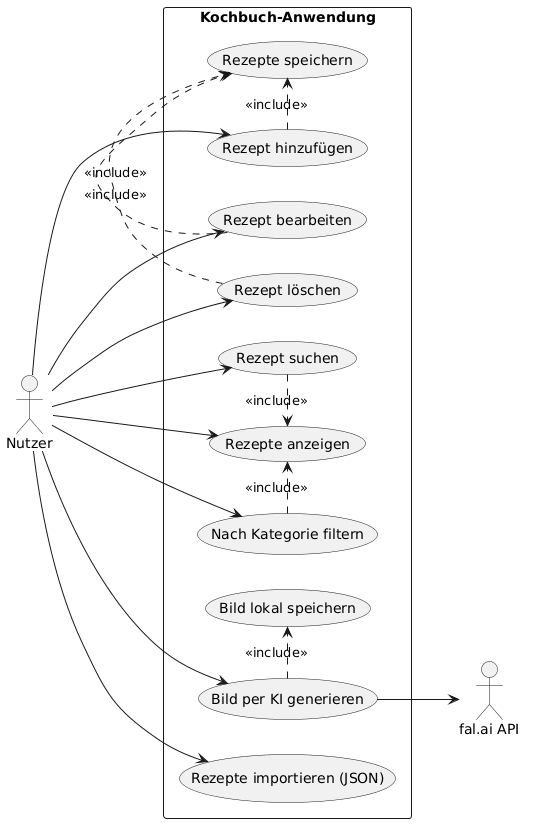 Kochbuch-Anwendung
Rezepte speichern
«include»
Rezept hinzufügen
«include»
«include»
Rezept bearbeiten
Rezept löschen
Rezept suchen
«include»
Nutzer
Rezepte anzeigen
«include»
Nach Kategorie filtern
Bild lokal speichern
«include»
Bild per KI generieren
fal.ai API
Rezepte importieren (JSON)